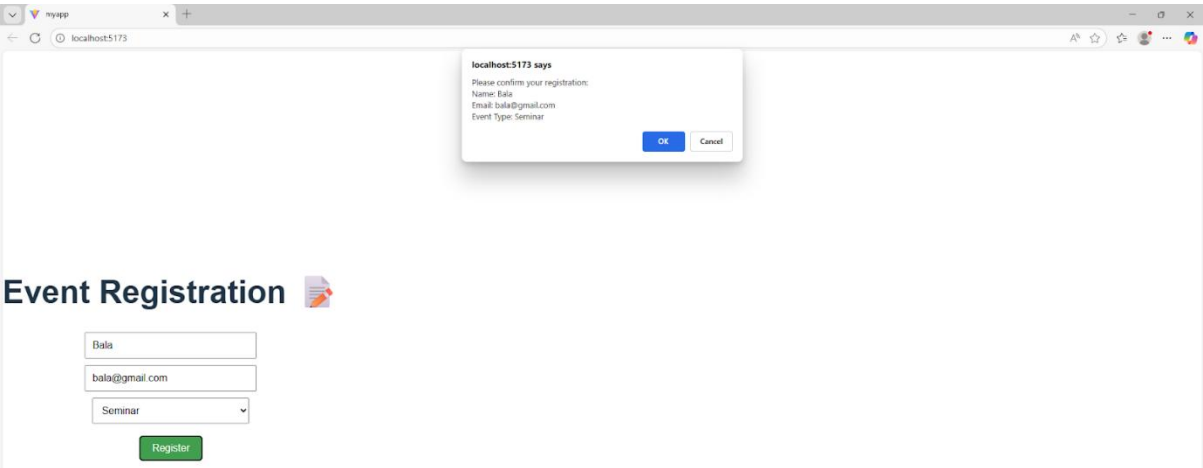 myapp
localhost:5173
localhost:5173 says
Please confirm your registration:
Name: Bala
Email: bala@gmail.com
Event Type: Seminar
OK Cancel
Event Registration
Bala
bala@gmail.com
Seminar
Register